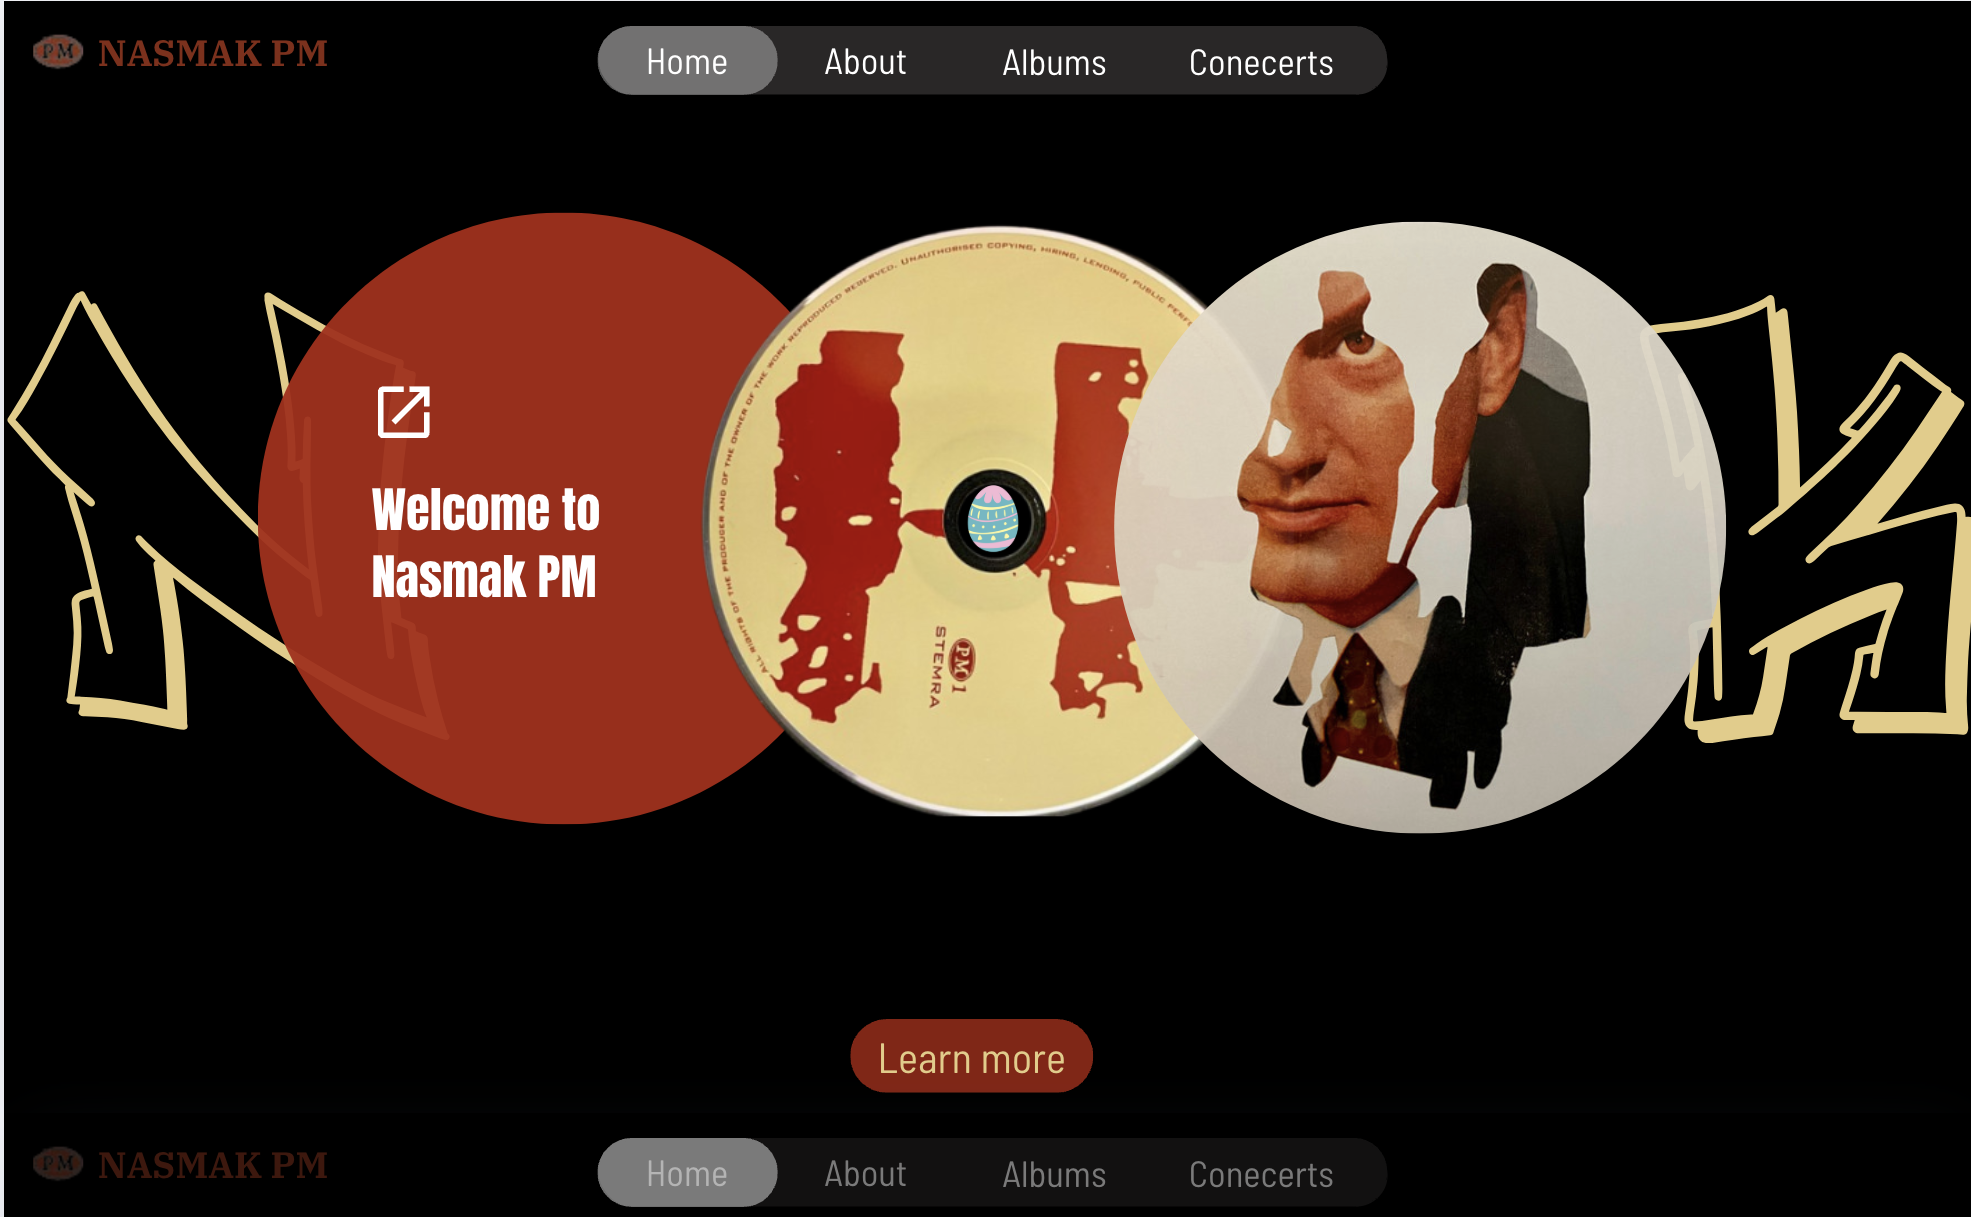 PM NASMAK PM
Home About Albums Conecerts
N K
ALL RIGHTS OF THE PRODUCER AND OF THE OWNER OF THE WORK REPRODUCED RESERVED. UNAUTHORISED COPYING, HIRING, LENDING, PUBLIC
Welcome to
Nasmak PM
PM 1
STEMRA
Learn more
PM NASMAK PM
Home About Albums Conecerts